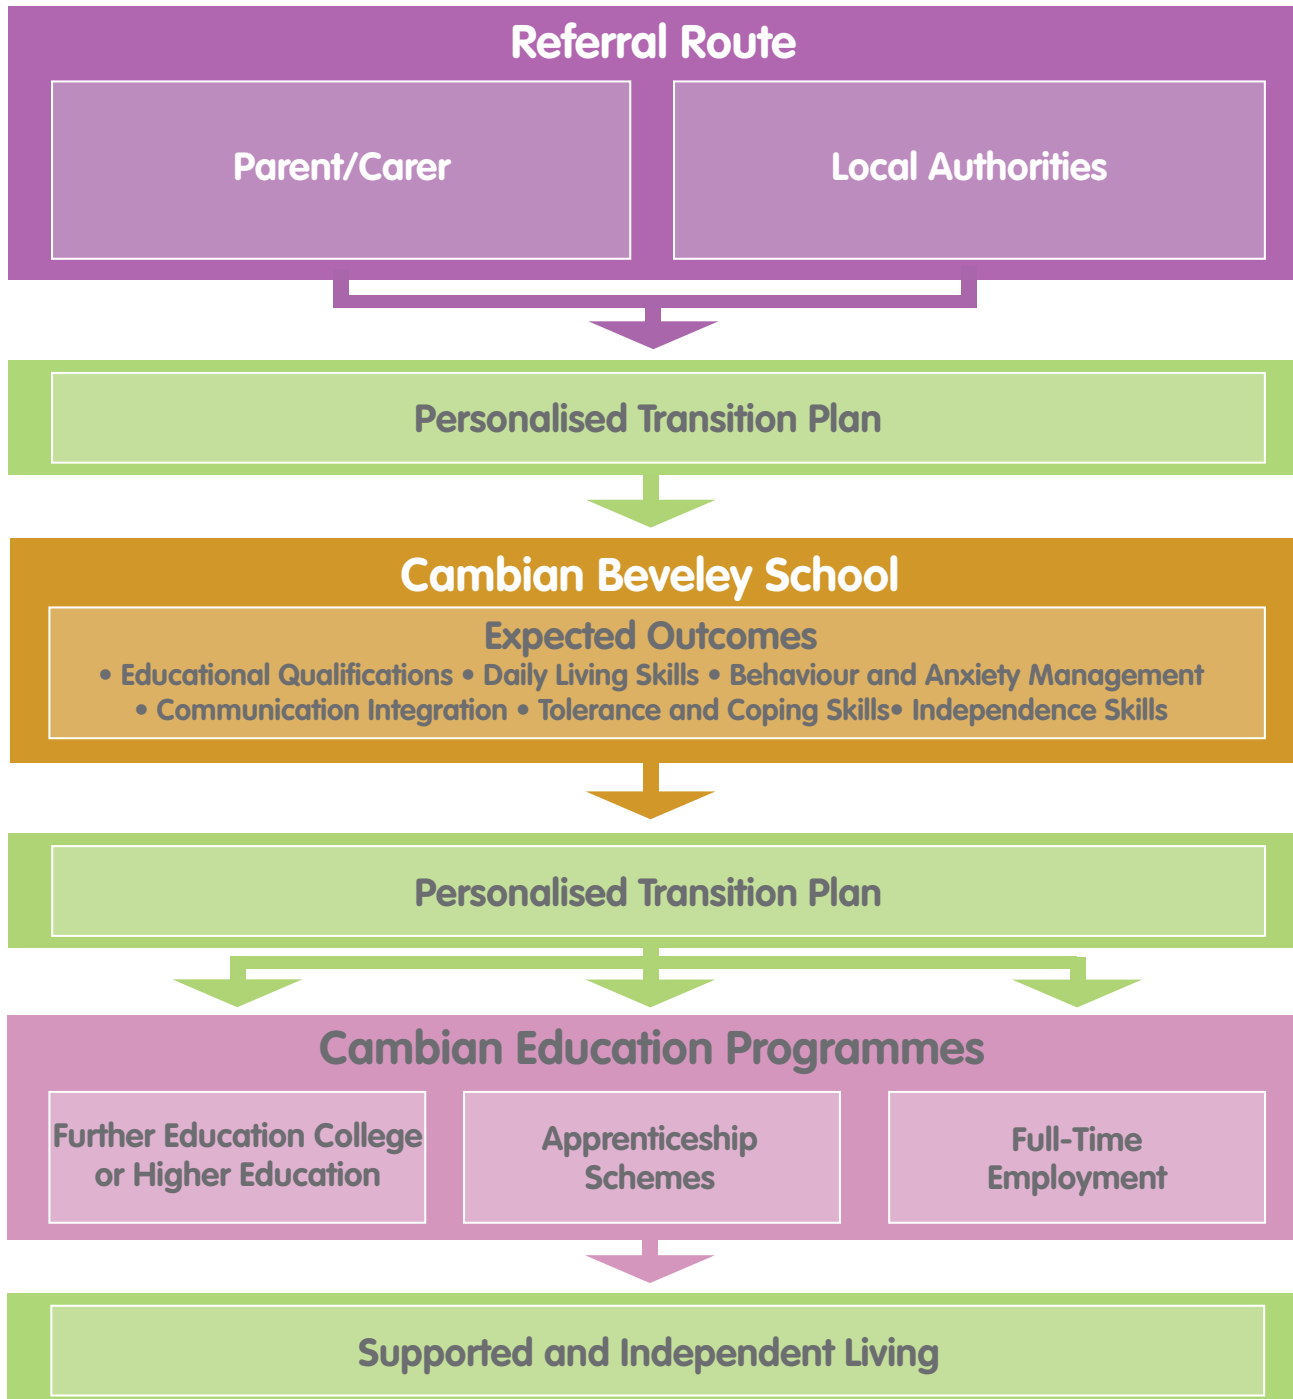 Referral Route
Parent/Carer
Local Authorities
Personalised Transition Plan
Cambian Beveley School
Expected Outcomes
• Educational Qualifications • Daily Living Skills • Behaviour and Anxiety Management
• Communication Integration • Tolerance and Coping Skills• Independence Skills
Personalised Transition Plan
Cambian Education Programmes
Further Education College
or Higher Education
Apprenticeship
Schemes
Full-Time
Employment
Supported and Independent Living